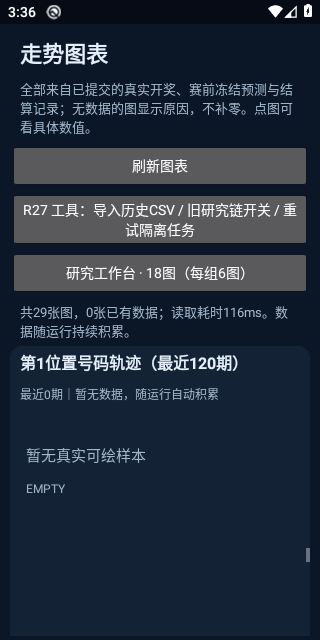 3:36
走势图表
全部来自已提交的真实开奖、赛前冻结预测与结
算记录；无数据的图显示原因，不补零。点图可
看具体数值。
刷新图表
R27 工具：导入历史CSV / 旧研究链开关 / 重
试隔离任务
研究工作台 · 18图（每组6图）
共29张图，0张已有数据；读取耗时116ms。数
据随运行持续积累。
第1位置号码轨迹（最近120期）
最近0期｜暂无数据，随运行自动积累
暂无真实可绘样本
EMPTY